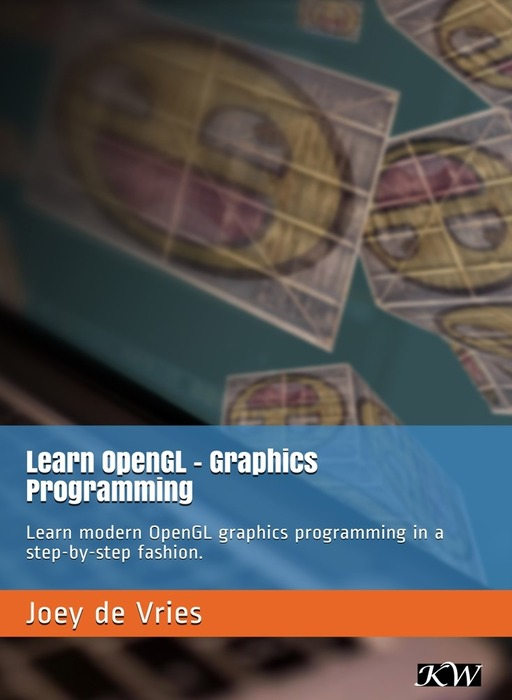 Learn OpenGL - Graphics
Programming
Learn modern OpenGL graphics programming in a
step-by-step fashion.
Joey de Vries
KW